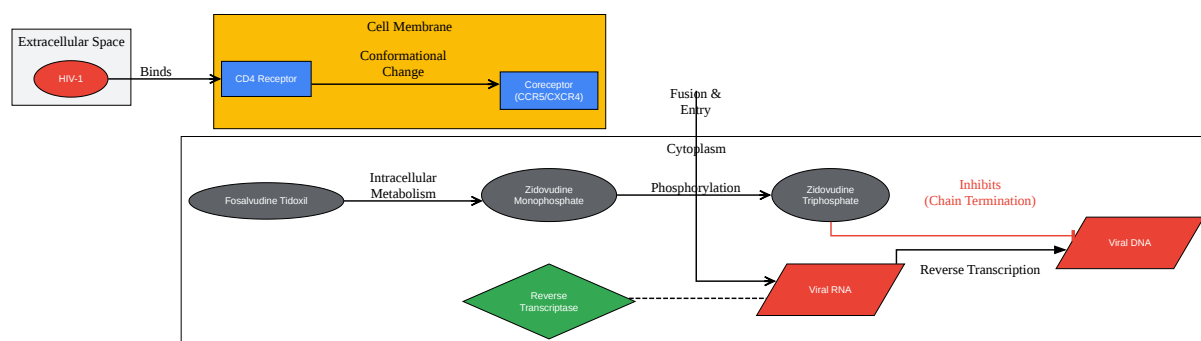 Cell Membrane
Extracellular Space
HIV-1
Binds
CD4 Receptor
Conformational
Change
Coreceptor
(CCR5/CXCR4)
Fusion &
Entry
Cytoplasm
Fosalvudine Tidoxil
Intracellular
Metabolism
Zidovudine
Monophosphate
Phosphorylation
Zidovudine
Triphosphate
Inhibits
(Chain Termination)
Viral DNA
Reverse Transcription
Reverse
Transcriptase
Viral RNA